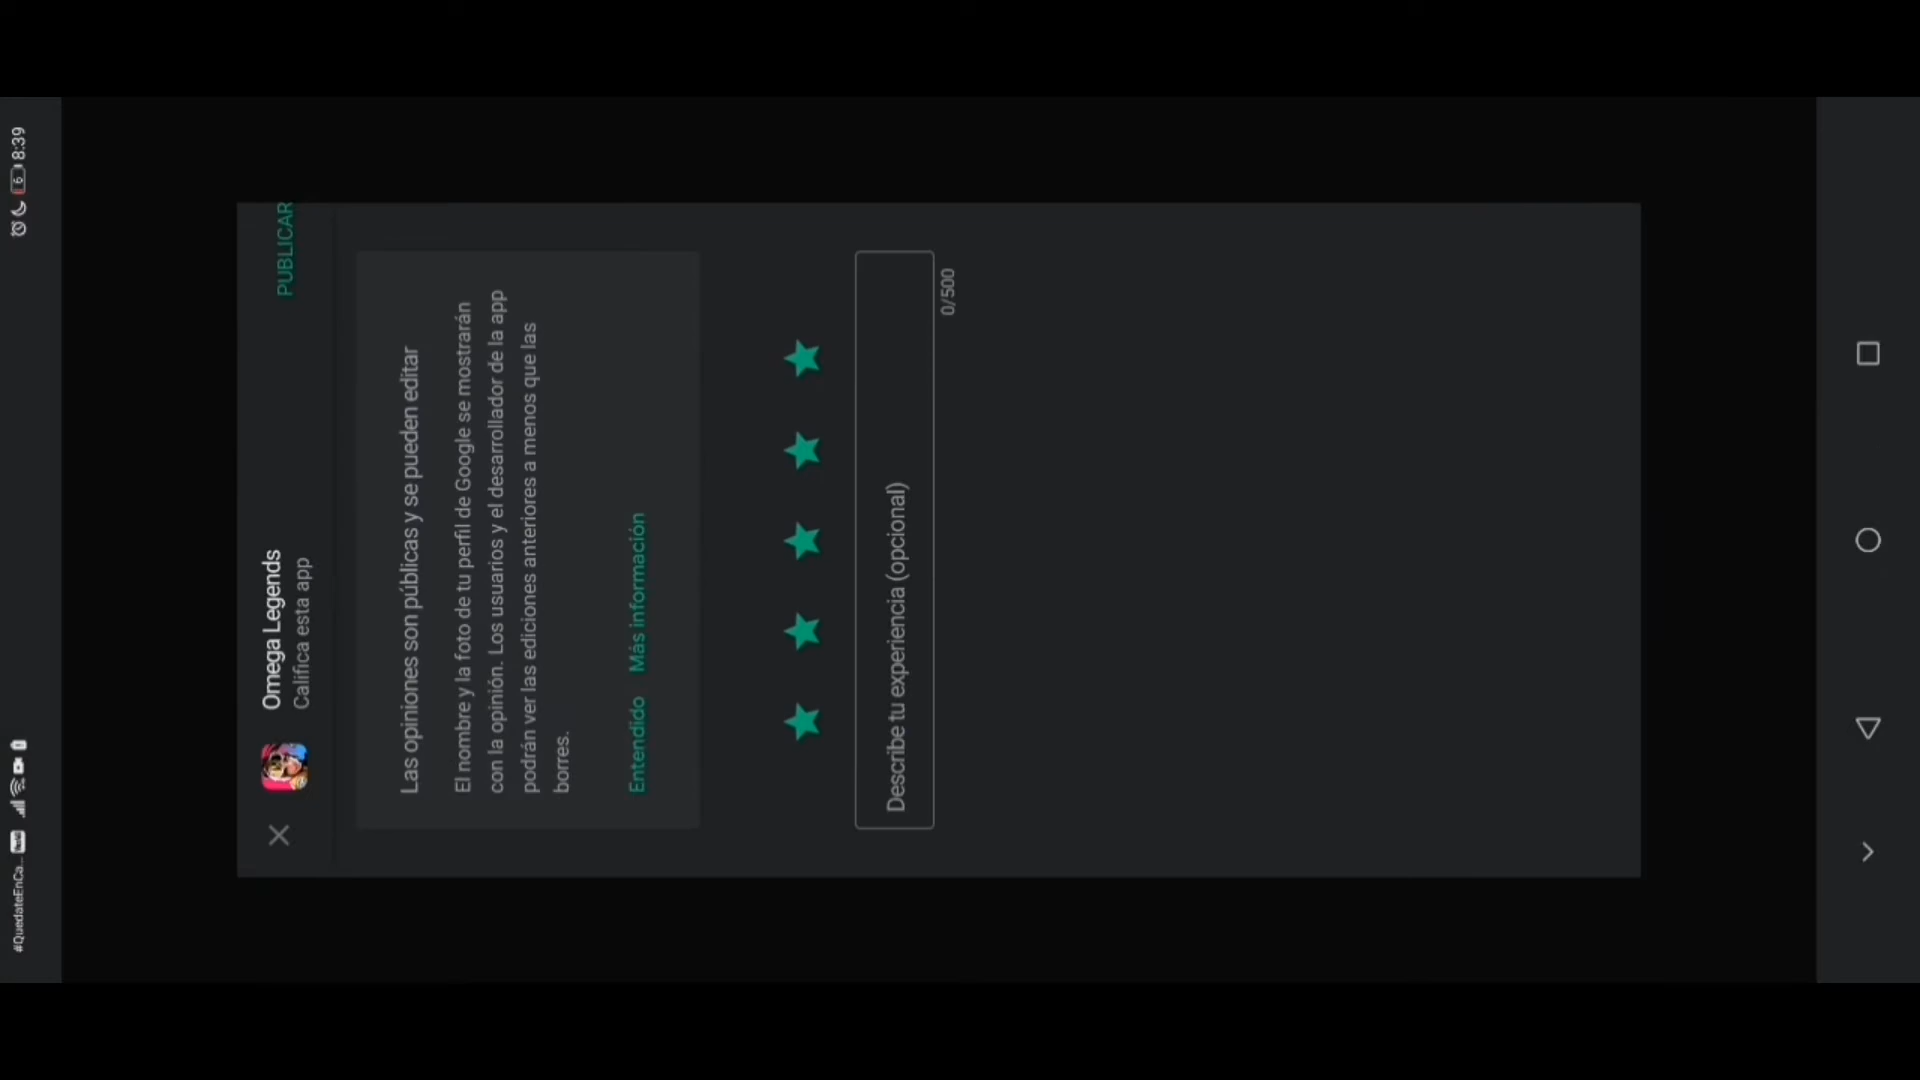 #QuedateEnCa...
6 8:39
Omega Legends
Califica esta app
PUBLICAR
Las opiniones son públicas y se pueden editar
El nombre y la foto de tu perfil de Google se mostrarán
con la opinión. Los usuarios y el desarrollador de la app
podrán ver las ediciones anteriores a menos que las
borres.
Entendido Más información
Describe tu experiencia (opcional)
0/500